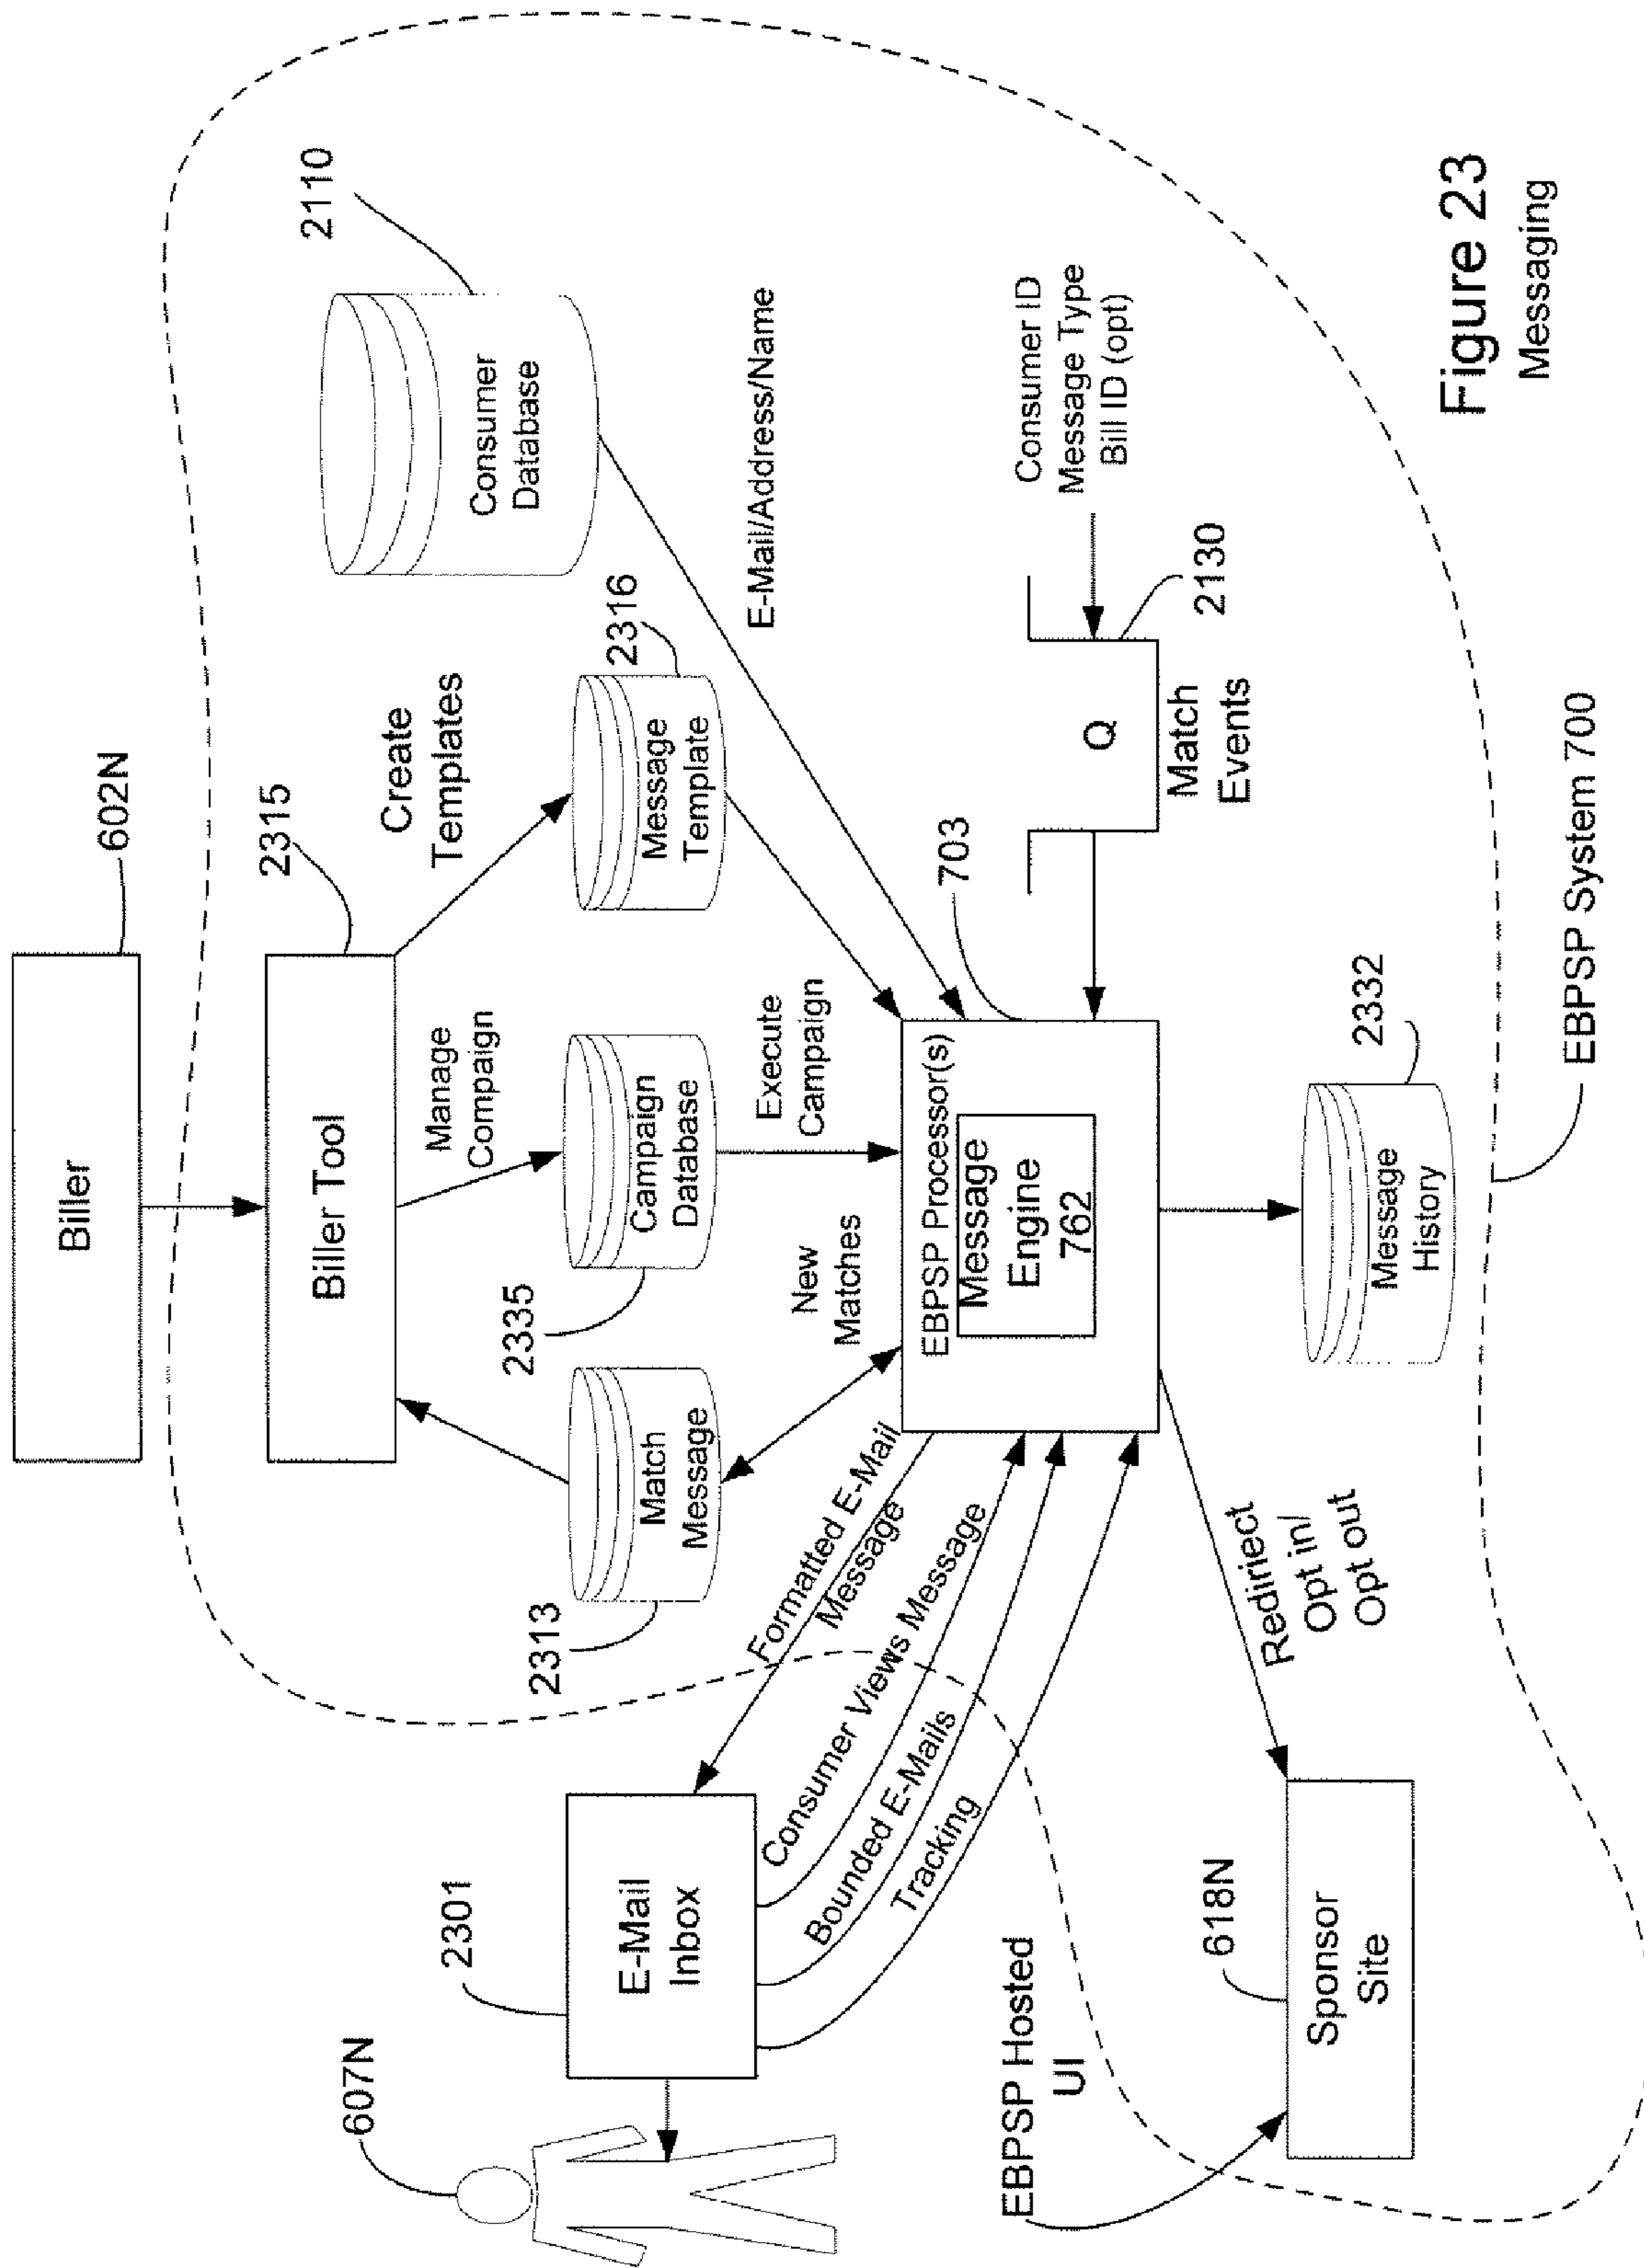 602N
Biller
2315
Biller Tool
2110
Manage
Compaign
Create
Templates
2313
Match
Message
2335
Campaign
Database
2316
Message
Template
Consumer
Database
New
Matches
Execute
Campaign
E-Mail/Address/Name
607N
2301
E-Mail
Inbox
Formatted E-Mail
Message
Consumer Views Message
Bounded E-Mails
Tracking
703
EBPSP Processor(s)
Message
Engine
762
Q
Match
Events
2130
Consumer ID
Message Type
Bill ID (opt)
EBPSP Hosted
UI
618N
Sponsor
Site
Rediriect
Opt in/
Opt out
2332
Message
History
EBPSP System 700
Figure 23
Messaging